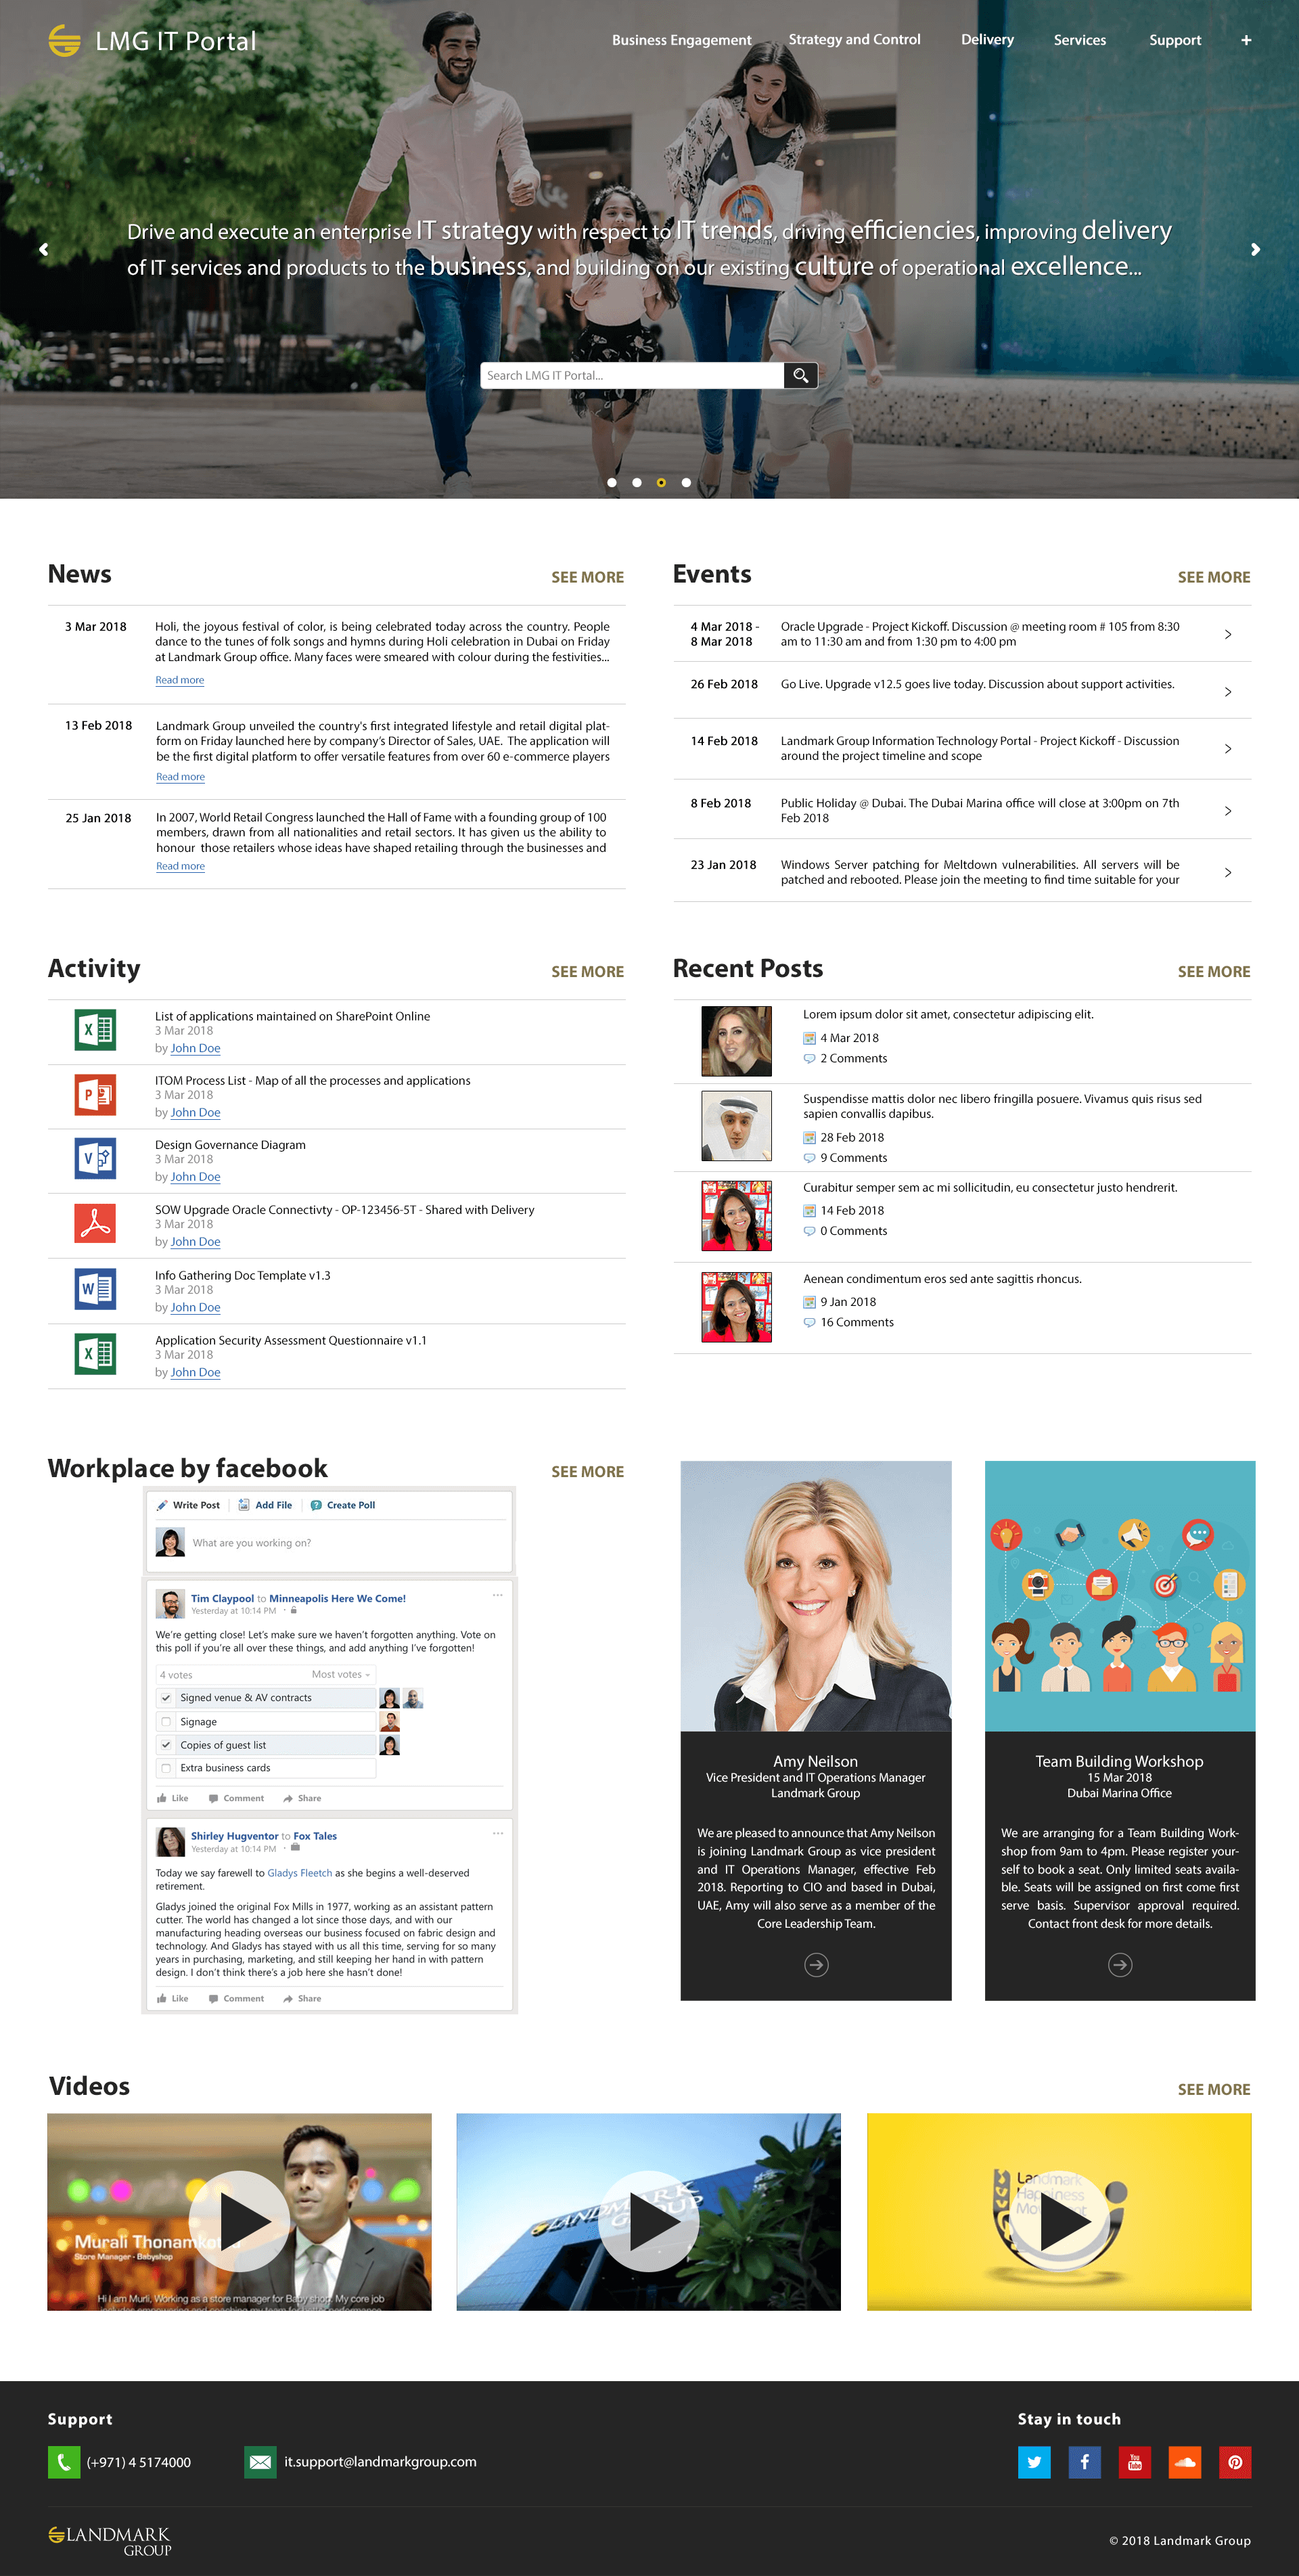 LMG IT Portal
Business Engagement
Strategy and Control
Delivery
Services
Support
+
Drive and execute an enterprise IT strategy with respect to IT trends, driving efficiencies, improving delivery
of IT services and products to the business, and building on our existing culture of operational excellence...
Search LMG IT Portal...
News
SEE MORE
3 Mar 2018
Holi, the joyous festival of color, is being celebrated today across the country. People
dance to the tunes of folk songs and hymns during Holi celebration in Dubai on Friday
at Landmark Group office. Many faces were smeared with colour during the festivities...
Read more
13 Feb 2018
Landmark Group unveiled the country's first integrated lifestyle and retail digital plat-
form on Friday launched here by company's Director of Sales, UAE. The application will
be the first digital platform to offer versatile features from over 60 e-commerce players
Read more
25 Jan 2018
In 2007, World Retail Congress launched the Hall of Fame with a founding group of 100
members, drawn from all nationalities and retail sectors. It has given us the ability to
honour those retailers whose ideas have shaped retailing through the businesses and
Read more
Events
SEE MORE
4 Mar 2018 -
8 Mar 2018
Oracle Upgrade - Project Kickoff. Discussion @ meeting room # 105 from 8:30
am to 11:30 am and from 1:30 pm to 4:00 pm
26 Feb 2018
Go Live. Upgrade v12.5 goes live today. Discussion about support activities.
14 Feb 2018
Landmark Group Information Technology Portal - Project Kickoff - Discussion
around the project timeline and scope
8 Feb 2018
Public Holiday @ Dubai. The Dubai Marina office will close at 3:00pm on 7th
Feb 2018
23 Jan 2018
Windows Server patching for Meltdown vulnerabilities. All servers will be
patched and rebooted. Please join the meeting to find time suitable for your
Activity
SEE MORE
List of applications maintained on SharePoint Online
3 Mar 2018
by John Doe
ITOM Process List - Map of all the processes and applications
3 Mar 2018
by John Doe
Design Governance Diagram
3 Mar 2018
by John Doe
SOW Upgrade Oracle Connectivty - OP-123456-5T - Shared with Delivery
3 Mar 2018
by John Doe
Info Gathering Doc Template v1.3
3 Mar 2018
by John Doe
Application Security Assessment Questionnaire v1.1
3 Mar 2018
by John Doe
Recent Posts
SEE MORE
Lorem ipsum dolor sit amet, consectetur adipiscing elit.
4 Mar 2018
2 Comments
Suspendisse mattis dolor nec libero fringilla posuere. Vivamus quis risus sed
sapien convallis dapibus.
28 Feb 2018
9 Comments
Curabitur semper sem ac mi sollicitudin, eu consectetur justo hendrerit.
14 Feb 2018
0 Comments
Aenean condimentum eros sed ante sagittis rhoncus.
9 Jan 2018
16 Comments
Workplace by facebook
SEE MORE
Write Post
Add File
Create Poll
What are you working on?
Tim Claypool to Minneapolis Here We Come!
Yesterday at 10:14 PM
We're getting close! Let's make sure we haven't forgotten anything. Vote on
this poll if you're all over these things, and add anything I've forgotten!
4 votes
Most votes
Signed venue & AV contracts
Signage
Copies of guest list
Extra business cards
Like
Comment
Share
Shirley Hugventor to Fox Tales
Yesterday at 10:14 PM
Today we say farewell to Gladys Fleetch as she begins a well-deserved
retirement.
Gladys joined the original Fox Mills in 1977, working as an assistant pattern
cutter. The world has changed a lot since those days, and with our
manufacturing heading overseas our business focused on fabric design and
technology. And Gladys has stayed with us all this time, serving for so many
years in purchasing, marketing, and still keeping her hand in with pattern
design. I don't think there's a job here she hasn't done!
Like
Comment
Share
Amy Neilson
Vice President and IT Operations Manager
Landmark Group
We are pleased to announce that Amy Neilson
is joining Landmark Group as vice president
and IT Operations Manager, effective Feb
2018. Reporting to CIO and based in Dubai,
UAE, Amy will also serve as a member of the
Core Leadership Team.
Team Building Workshop
15 Mar 2018
Dubai Marina Office
We are arranging for a Team Building Work-
shop from 9am to 4pm. Please register your-
self to book a seat. Only limited seats availa-
ble. Seats will be assigned on first come first
serve basis. Supervisor approval required.
Contact front desk for more details.
Videos
SEE MORE
Murali
Store Manager - Babyshop
Hi I am Murli, Working as a store manager for Baby shop. My core job
LANDMARK
GROUP
Landmark
Happiness
Support
(+971) 4 5174000
it.support@landmarkgroup.com
Stay in touch
You
Tube
LANDMARK
GROUP
© 2018 Landmark Group